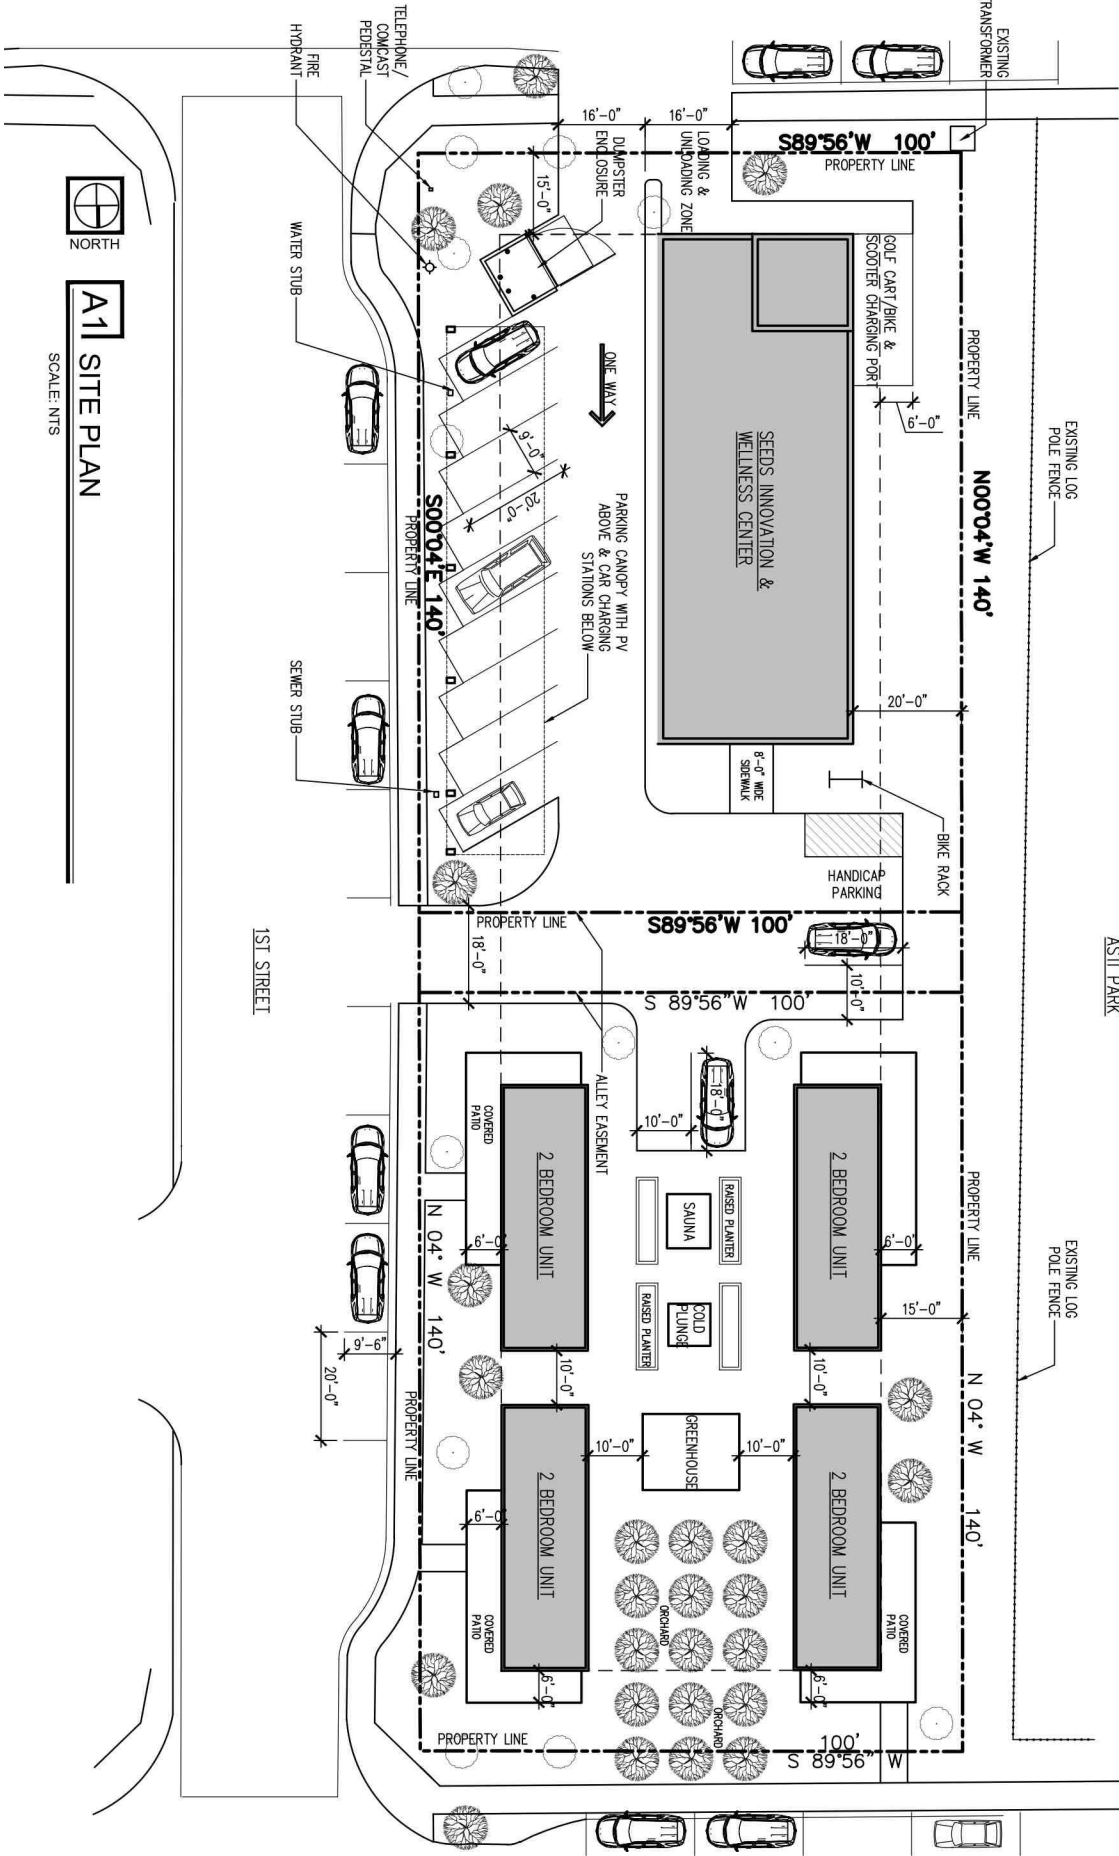 EXISTING
TRANSFORMER
TELEPHONE/
COMCAST
PEDESTAL
FIRE
HYDRANT
16'-0"
16'-0"
S89°56'W 100'
PROPERTY LINE
LOADING &
UNLOADING ZONE
DUMPSTER
ENCLOSURE
15'-0"
NORTH
WATER STUB
GOLF CART/BIKE &
SCOOTER CHARGING PORT
PROPERTY LINE
A1 SITE PLAN
SCALE: NTS
ONE WAY
6'-0"
EXISTING LOG
POLE FENCE
9'-0"
20'-0"
SEEDS INNOVATION &
WELLNESS CENTER
N00°04'W 140'
S00°04'E 140'
PROPERTY LINE
PARKING CANOPY WITH PV
ABOVE & CAR CHARGING
STATIONS BELOW
SEWER STUB
20'-0"
8'-0" WIDE
SIDEWALK
BIKE RACK
HANDICAP
PARKING
PROPERTY LINE
S89°56'W 100'
18'-0"
18'-0"
10'-0"
1ST STREET
ASTI PARK
S 89°56"W 100'
ALLEY EASEMENT
18'-0"
10'-0"
COVERED
PATIO
2 BEDROOM UNIT
2 BEDROOM UNIT
PROPERTY LINE
SAUNA
RAISED PLANTER
N 04° W 140'
6'-0"
6'-0"
EXISTING LOG
POLE FENCE
COLD
PLUNGE
RAISED PLANTER
15'-0"
9'-6"
20'-0"
10'-0"
10'-0"
N 04° W 140'
PROPERTY LINE
10'-0"
GREENHOUSE
10'-0"
6'-0"
2 BEDROOM UNIT
2 BEDROOM UNIT
COVERED
PATIO
ORCHARD
COVERED
PATIO
6'-0"
6'-0"
ORCHARD
PROPERTY LINE
100'
S 89°56" W